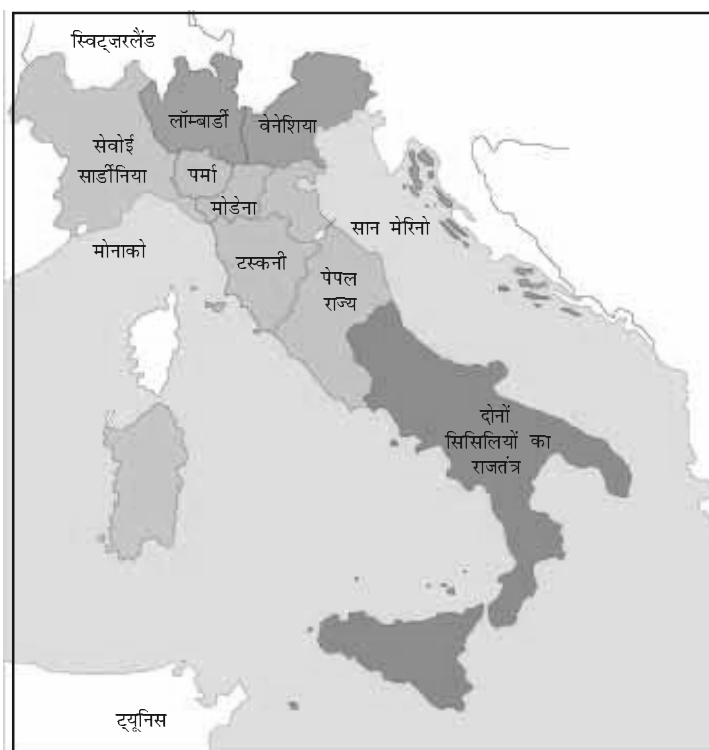 स्विट्ज़रलैंड
लॉम्बार्डी
वेनेशिया
सेवोई
सार्डीनिया
पर्मा
मोडेना
सान मेरिनो
मोनाको
टस्कनी
पेपल
राज्य
दोनों
सिसिलियों का
राजतंत्र
ट्यूनिस